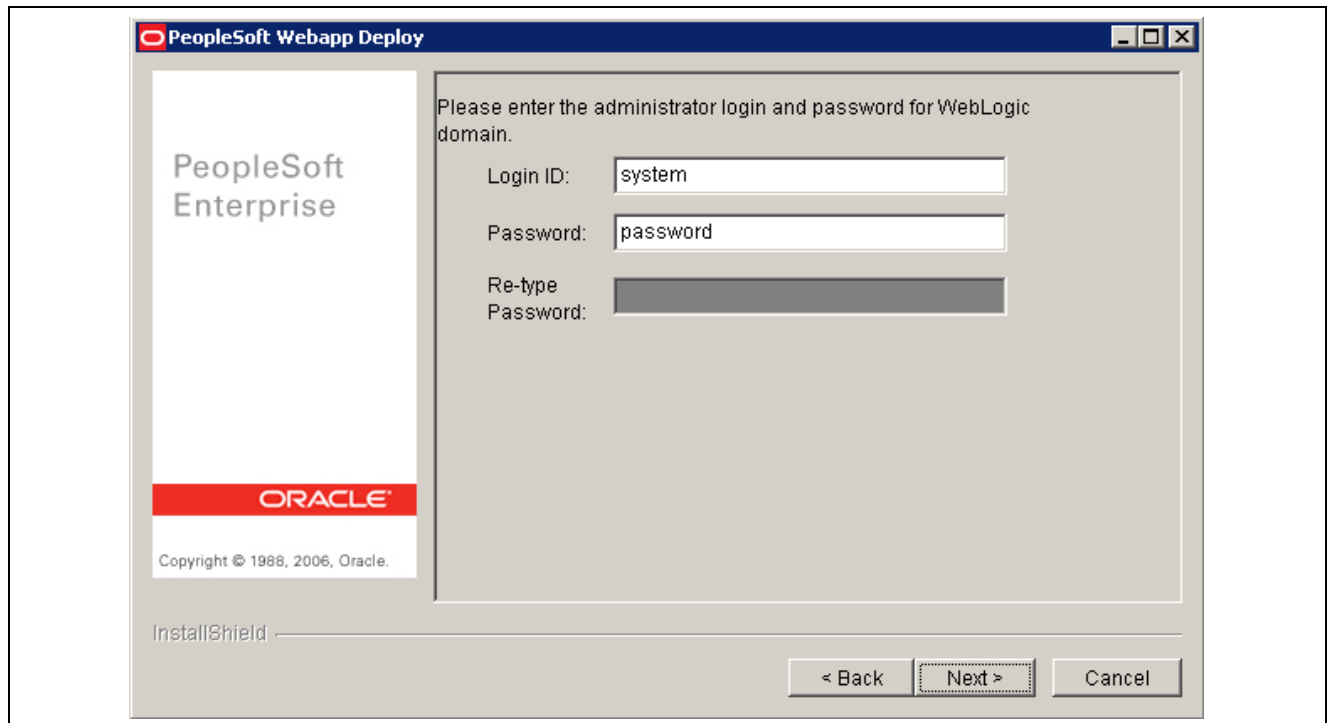 PeopleSoft Webapp Deploy
PeopleSoft
Enterprise
ORACLE
Copyright © 1988, 2006, Oracle.
Please enter the administrator login and password for WebLogic
domain.
Login ID: system
Password: password
Re-type
Password:
InstallShield
< Back Next > Cancel